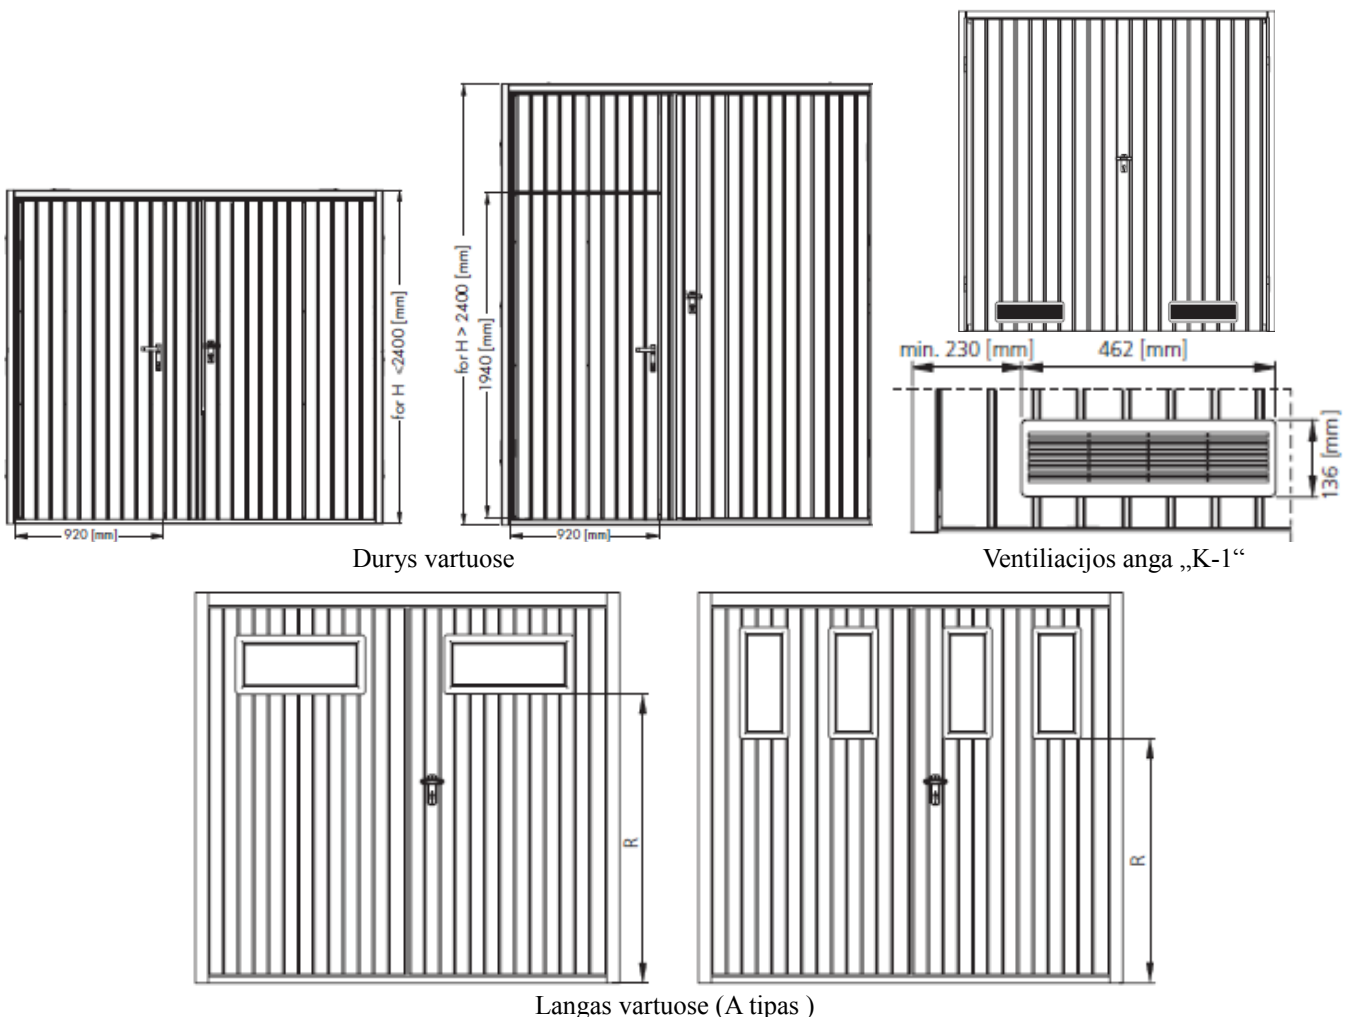 for H <2400 [mm]
920 [mm]
for H > 2400 [mm]
1940 [mm]
920 [mm]
Durys vartuose
min. 230 [mm]
462 [mm]
136 [mm]
Ventiliacijos anga „K-1“
R
R
Langas vartuose (A tipas )